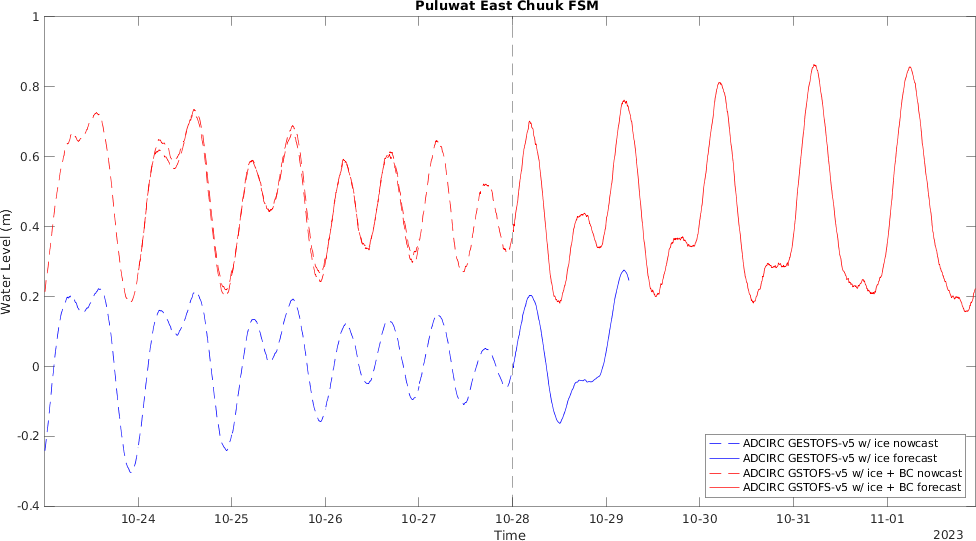 Puluwat East Chuuk FSM
1
0.8
0.6
0.4
0.2
0
-0.2
-0.4
Water Level (m)
ADCIRC GESTOFS-v5 w/ ice nowcast
ADCIRC GESTOFS-v5 w/ ice forecast
ADCIRC GSTOFS-v5 w/ ice + BC nowcast
ADCIRC GSTOFS-v5 w/ ice + BC forecast
10-24 10-25 10-26 10-27 10-28 10-29 10-30 10-31 11-01
Time
2023